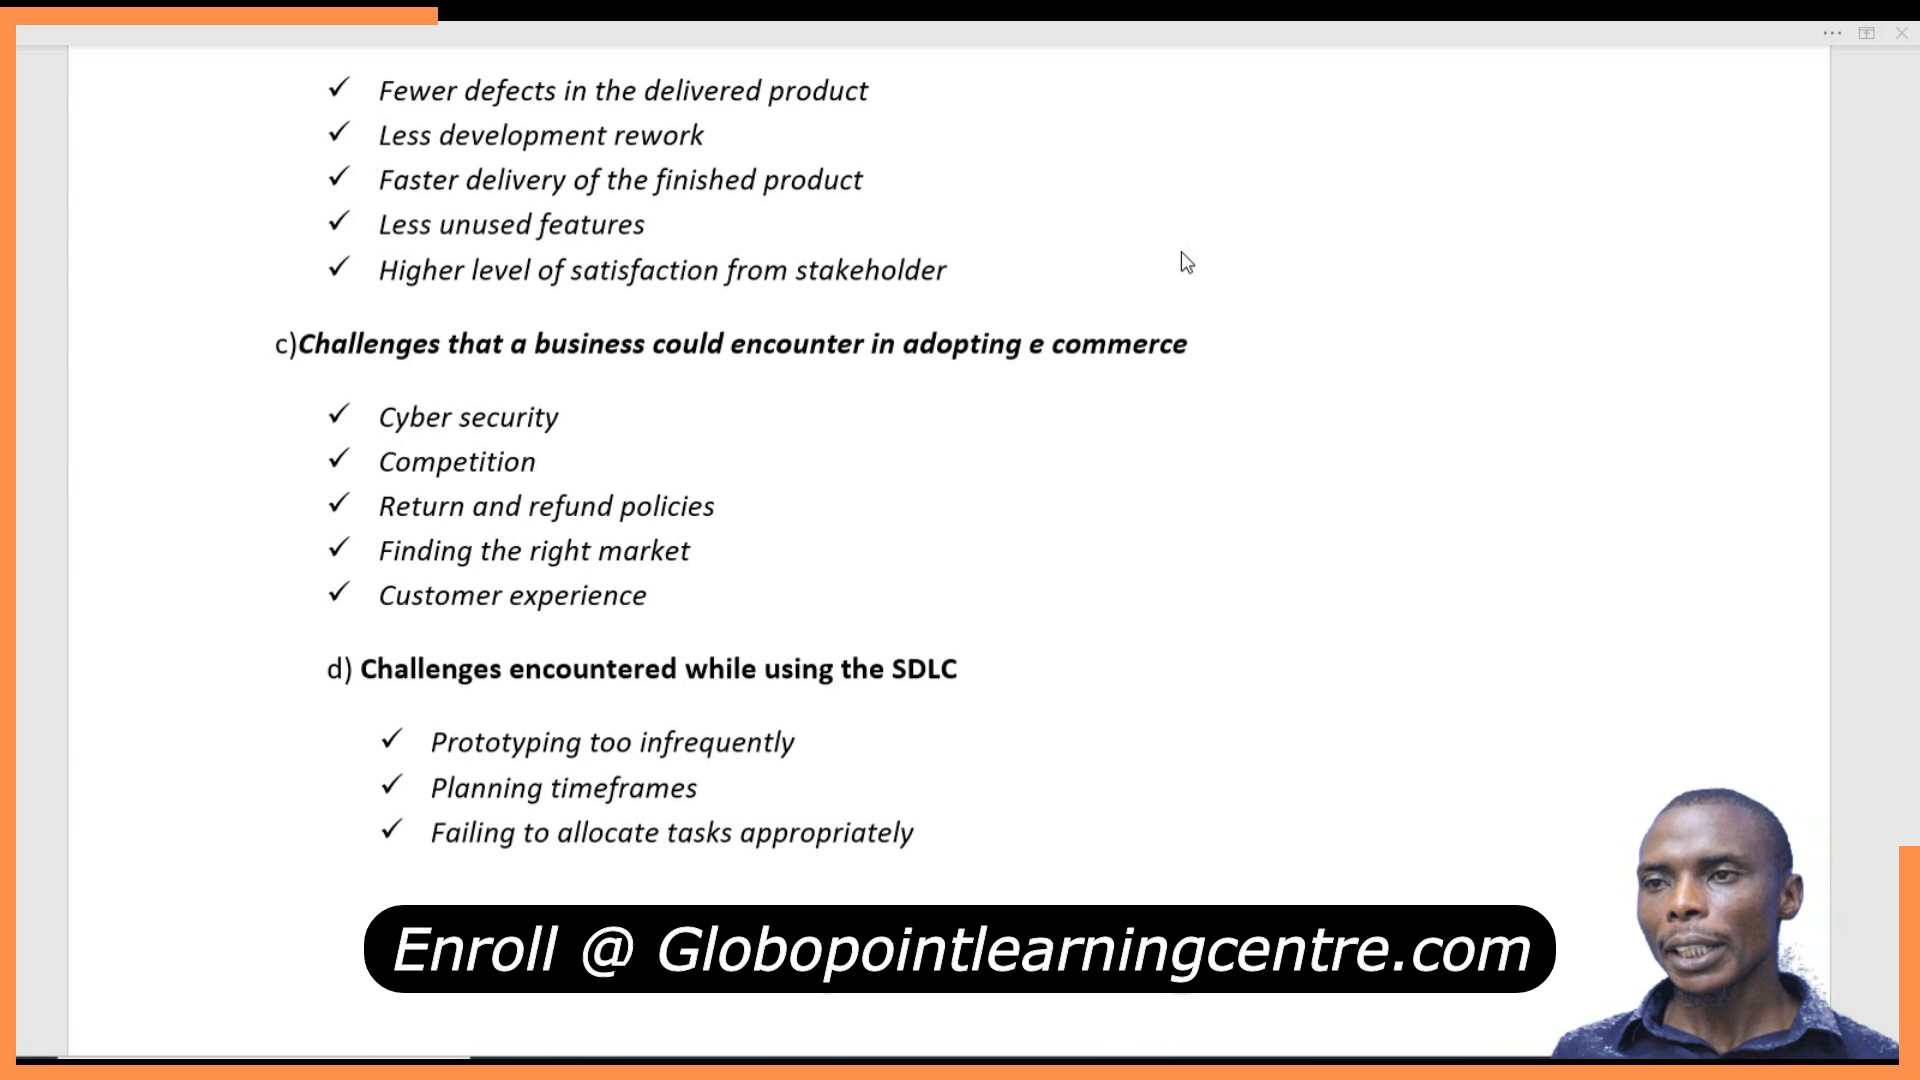 ✓ Fewer defects in the delivered product
✓ Less development rework
✓ Faster delivery of the finished product
✓ Less unused features
✓ Higher level of satisfaction from stakeholder
c)Challenges that a business could encounter in adopting e commerce
✓ Cyber security
✓ Competition
✓ Return and refund policies
✓ Finding the right market
✓ Customer experience
d) Challenges encountered while using the SDLC
✓ Prototyping too infrequently
✓ Planning timeframes
✓ Failing to allocate tasks appropriately
Enroll @ Globopointlearningcentre.com